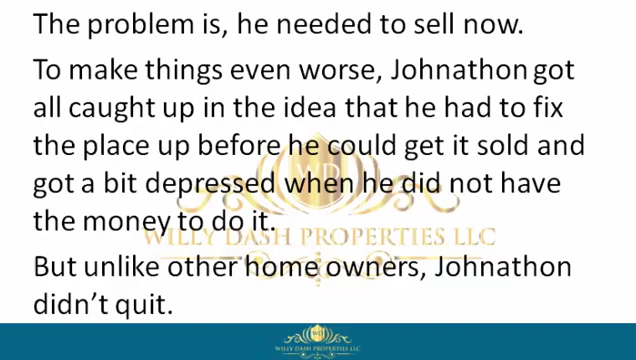 The problem is, he needed to sell now.
To make things even worse, Johnathon got
all caught up in the idea that he had to fix
the place up before he could get it sold and
got a bit depressed when he did not have
the money to do it.
WILLY DASH PROPERTIES LLC
But unlike other home owners, Johnathon
didn't quit.
WILLY DASH PROPERTIES LLC